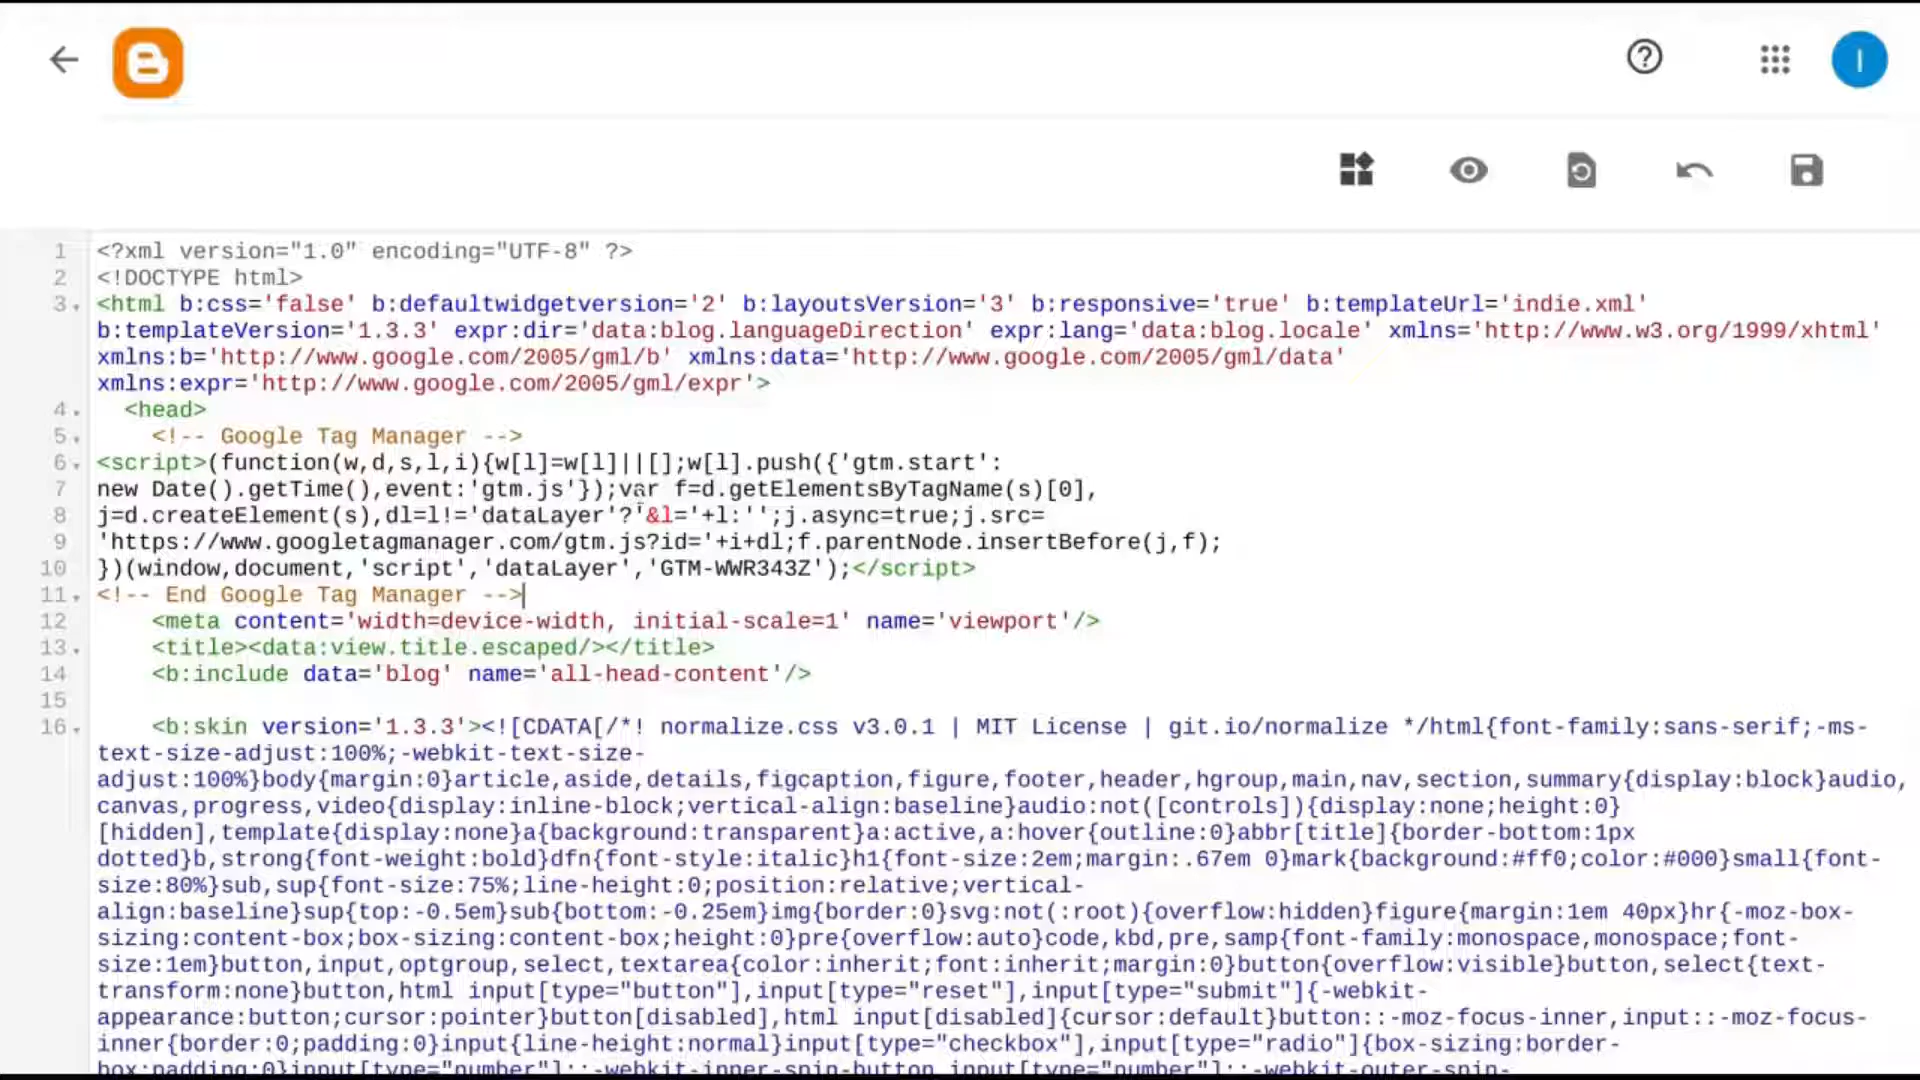 I
1 <?xml version="1.0" encoding="UTF-8" ?>
2 <!DOCTYPE html>
3 <html b:css='false' b:defaultwidgetversion='2' b:layoutsVersion='3' b:responsive='true' b:templateUrl='indie.xml'
b:templateVersion='1.3.3' expr:dir='data:blog.languageDirection' expr:lang='data:blog.locale' xmlns='http://www.w3.org/1999/xhtml'
xmlns:b='http://www.google.com/2005/gml/b' xmlns:data='http://www.google.com/2005/gml/data'
xmlns:expr='http://www.google.com/2005/gml/expr'>
4 <head>
5 <!-- Google Tag Manager -->
6 <script>(function(w,d,s,l,i){w[l]=w[l]||[];w[l].push({'gtm.start':
7 new Date().getTime(),event:'gtm.js'});var f=d.getElementsByTagName(s)[0],
8 j=d.createElement(s),dl=l!='dataLayer'?'&l='+l:'';j.async=true;j.src=
9 'https://www.googletagmanager.com/gtm.js?id='+i+dl;f.parentNode.insertBefore(j,f);
10 })(window,document,'script','dataLayer','GTM-WWR343Z');</script>
11 <!-- End Google Tag Manager -->
12 <meta content='width=device-width, initial-scale=1' name='viewport'/>
13 <title><data:view.title.escaped/></title>
14 <b:include data='blog' name='all-head-content'/>
15
16 <b:skin version='1.3.3'><![CDATA[/*! normalize.css v3.0.1 | MIT License | git.io/normalize */html{font-family:sans-serif;-ms-
text-size-adjust:100%;-webkit-text-size-
adjust:100%}body{margin:0}article,aside,details,figcaption,figure,footer,header,hgroup,main,nav,section,summary{display:block}audio,
canvas,progress,video{display:inline-block;vertical-align:baseline}audio:not([controls]){display:none;height:0}
[hidden],template{display:none}a{background:transparent}a:active,a:hover{outline:0}abbr[title]{border-bottom:1px
dotted}b,strong{font-weight:bold}dfn{font-style:italic}h1{font-size:2em;margin:.67em 0}mark{background:#ff0;color:#000}small{font-
size:80%}sub,sup{font-size:75%;line-height:0;position:relative;vertical-
align:baseline}sup{top:-0.5em}sub{bottom:-0.25em}img{border:0}svg:not(:root){overflow:hidden}figure{margin:1em 40px}hr{-moz-box-
sizing:content-box;box-sizing:content-box;height:0}pre{overflow:auto}code,kbd,pre,samp{font-family:monospace,monospace;font-
size:1em}button,input,optgroup,select,textarea{color:inherit;font:inherit;margin:0}button{overflow:visible}button,select{text-
transform:none}button,html input[type="button"],input[type="reset"],input[type="submit"]{-webkit-
appearance:button;cursor:pointer}button[disabled],html input[disabled]{cursor:default}button::-moz-focus-inner,input::-moz-focus-
inner{border:0;padding:0}input{line-height:normal}input[type="checkbox"],input[type="radio"]{box-sizing:border-
box;padding:0}input[type="number"]::-webkit-inner-spin-button,input[type="number"]::-webkit-outer-spin-